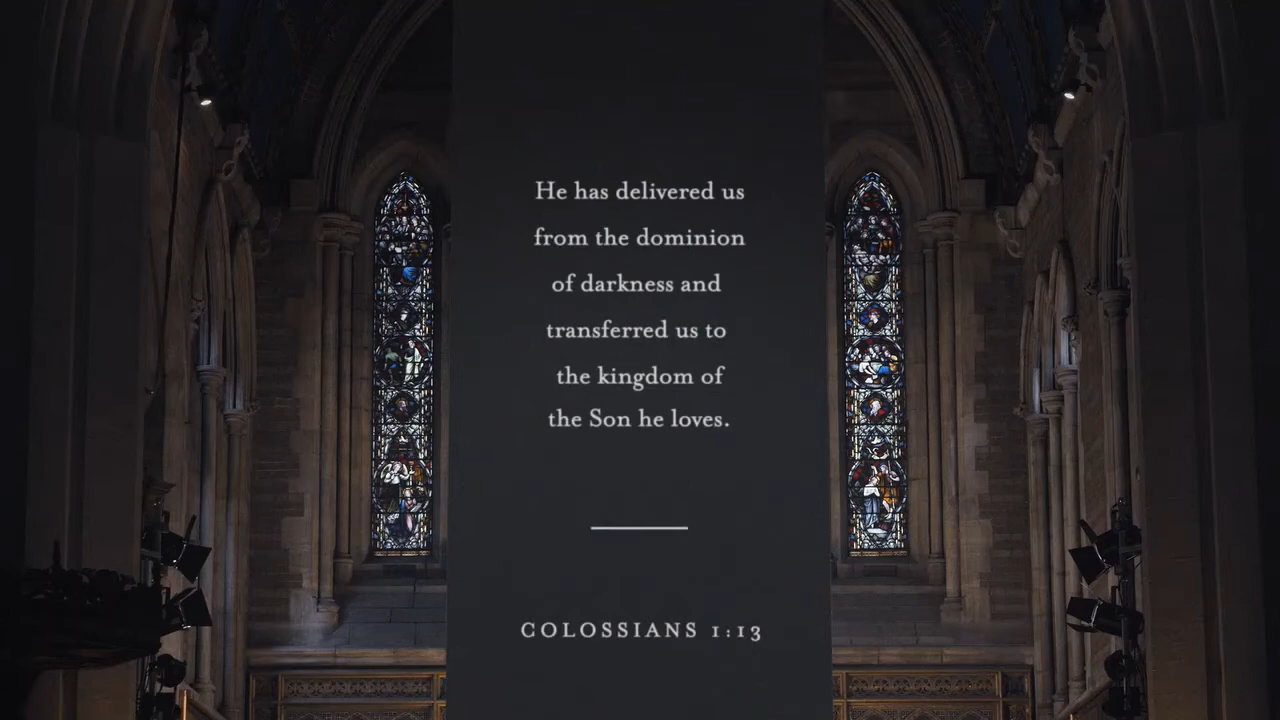 He has delivered us
from the dominion
of darkness and
transferred us to
the kingdom of
the Son he loves.
COLOSSIANS 1:13